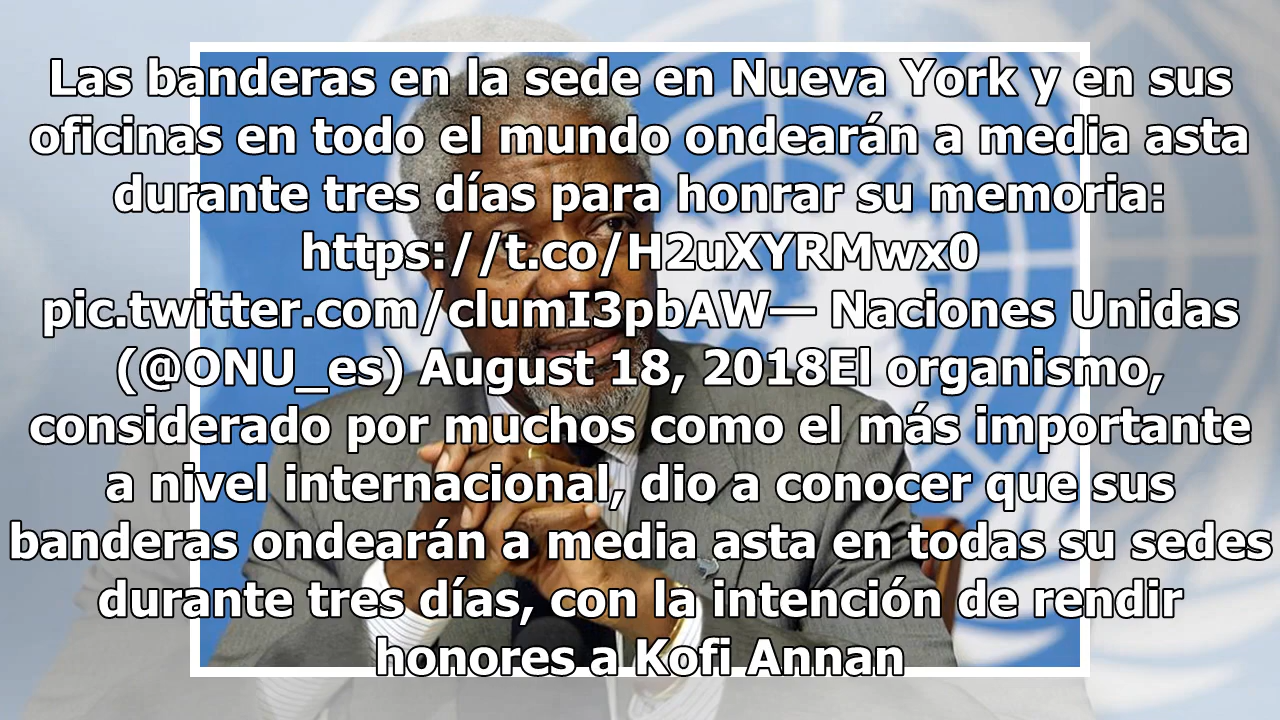 Las banderas en la sede en Nueva York y en sus
oficinas en todo el mundo ondearán a media asta
durante tres días para honrar su memoria:
https://t.co/H2uXYRMwx0
pic.twitter.com/clumI3pbAW— Naciones Unidas
(@ONU_es) August 18, 2018El organismo,
considerado por muchos como el más importante
a nivel internacional, dio a conocer que sus
banderas ondearán a media asta en todas su sedes
durante tres días, con la intención de rendir
honores a Kofi Annan